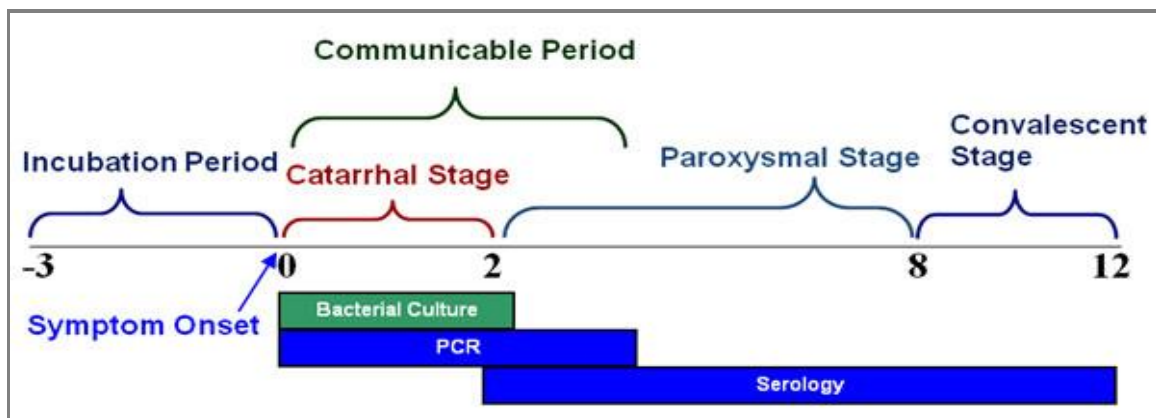 Communicable Period
Convalescent
Stage
Incubation Period
Catarrhal Stage
Paroxysmal Stage
-3
0
2
8
12
Symptom Onset
Bacterial Culture
PCR
Serology